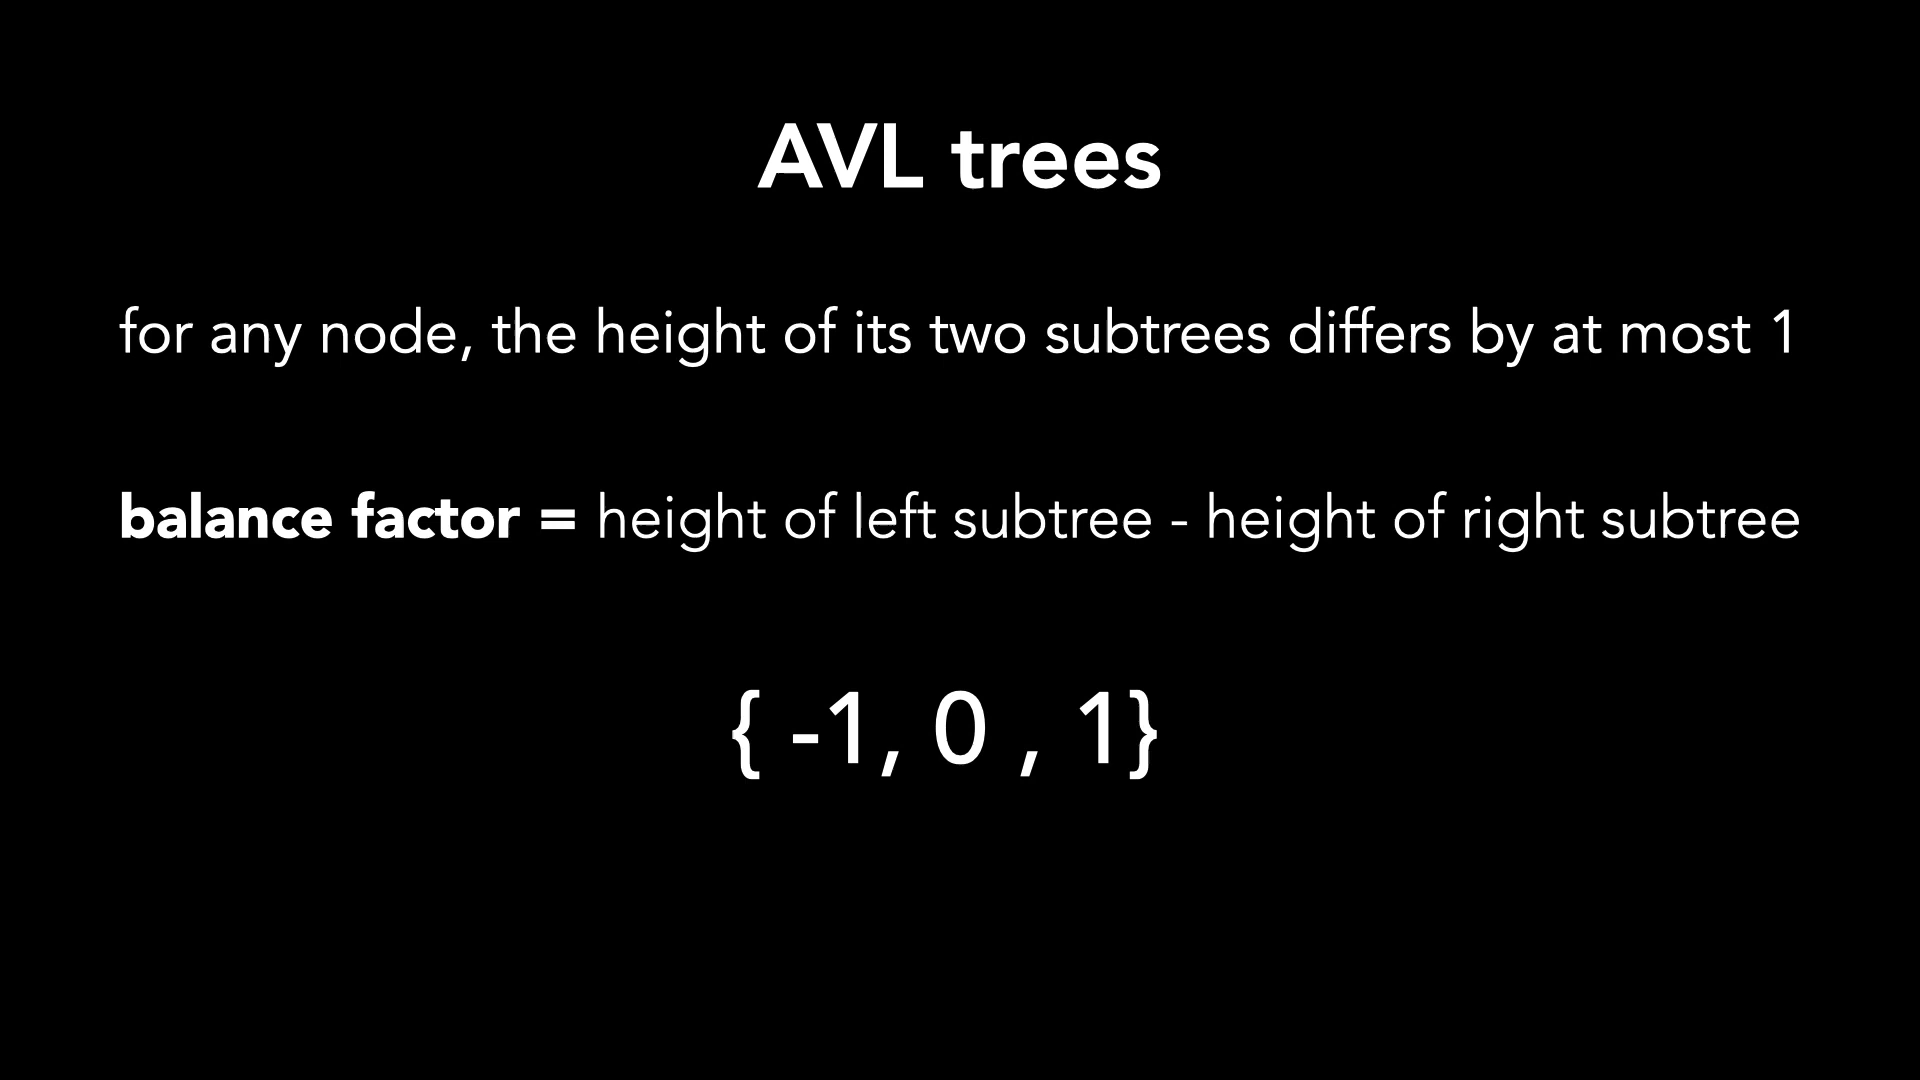 AVL trees
for any node, the height of its two subtrees differs by at most 1
balance factor = height of left subtree - height of right subtree
{ -1, 0 , 1}